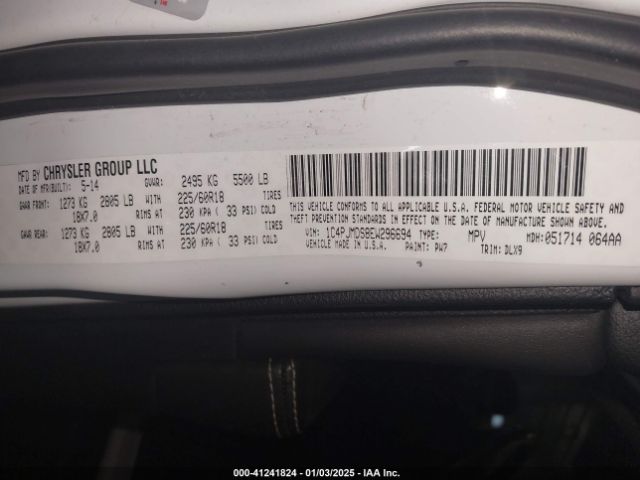 MFD BY CHRYSLER GROUP LLC
DATE OF MFR(BUILT): 5-14 GVWR: 2495 KG 5500 LB
GAWR FRONT: 1273 KG 2805 LB WITH 225/60R18 TIRES
18X7.0 RIMS AT 230 KPA ( 33 PSI) COLD
GAWR REAR: 1273 KG 2805 LB WITH 225/60R18 TIRES
18X7.0 RIMS AT 230 KPA ( 33 PSI) COLD
THIS VEHICLE CONFORMS TO ALL APPLICABLE U.S.A. FEDERAL MOTOR VEHICLE SAFETY AND
THEFT PREVENTION STANDARDS IN EFFECT ON THE DATE OF MANUFACTURE SHOWN ABOVE.
VIN: 1C4PJMDS8EW296694 TYPE: MPV MDH: 051714 064AA
VEHICLE MADE IN U.S.A. PAINT: PW7 TRIM: DLX9
000-41241824 - 01/03/2025 - IAA Inc.